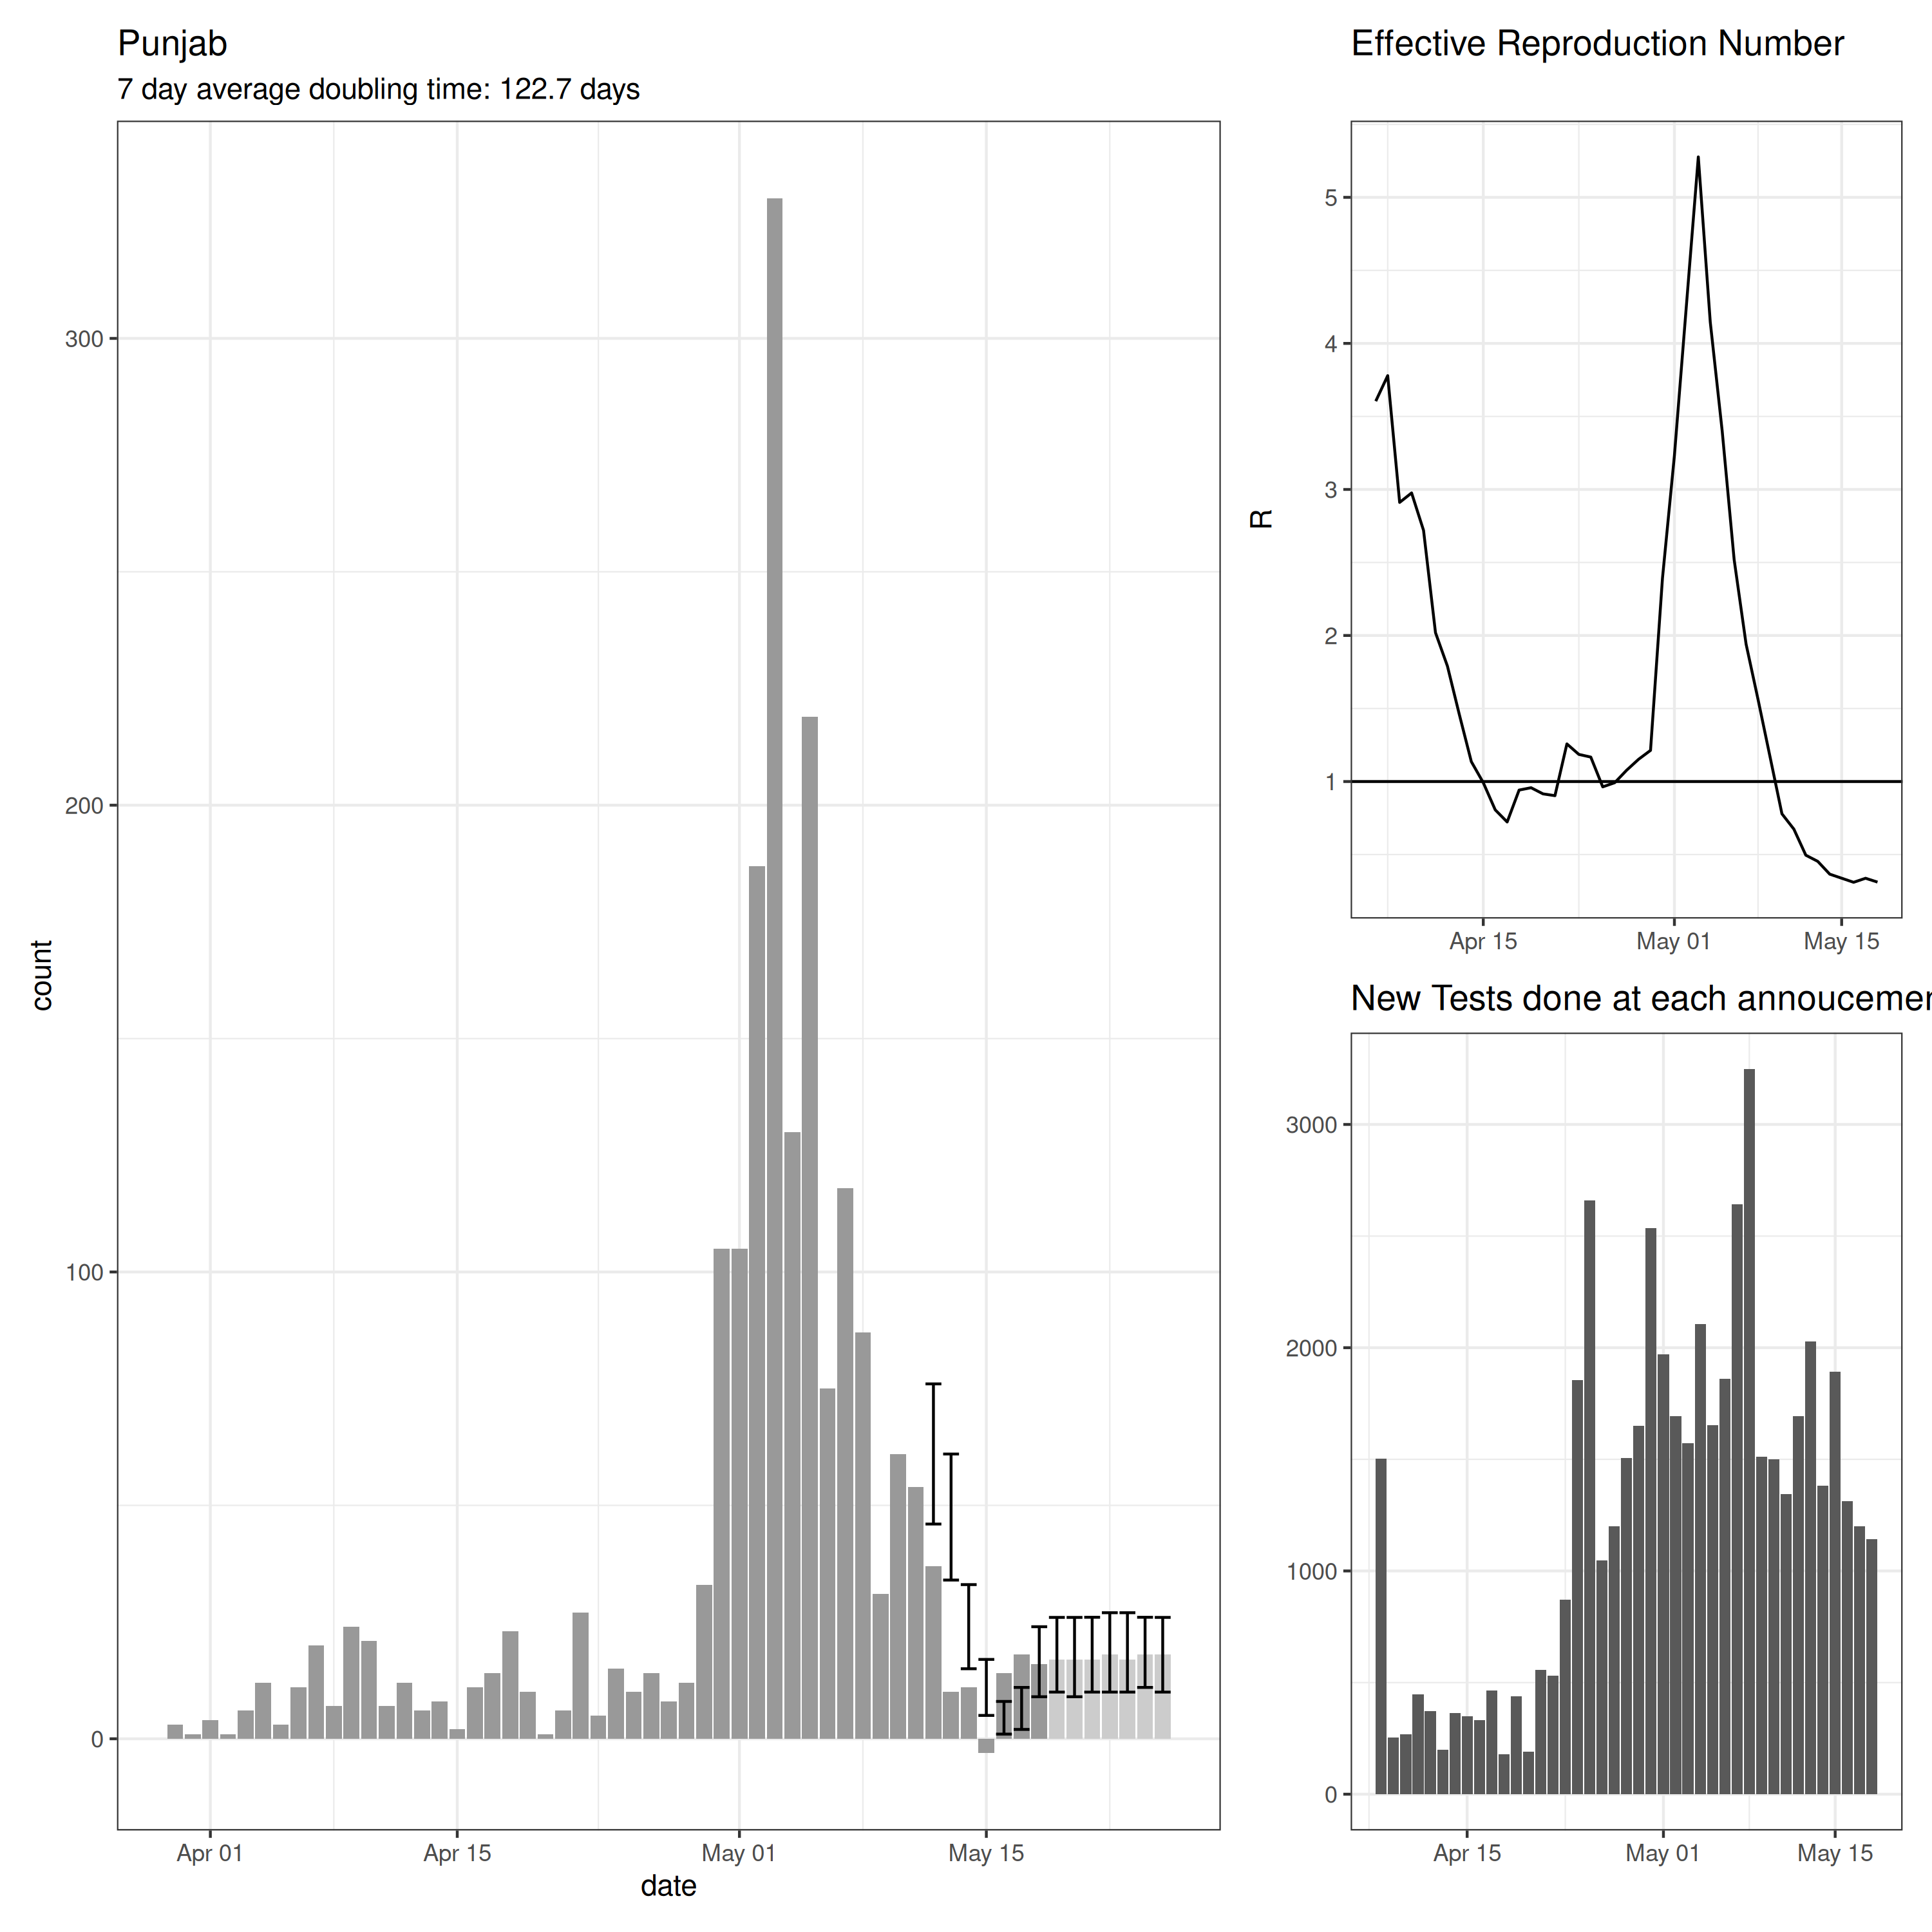 Punjab
7 day average doubling time: 122.7 days
300
200
100
0
count
Apr 01 Apr 15 May 01 May 15
date
Effective Reproduction Number
5
4
3
2
1
R
Apr 15 May 01 May 15
New Tests done at each annoucemen
3000
2000
1000
0
Apr 15 May 01 May 15